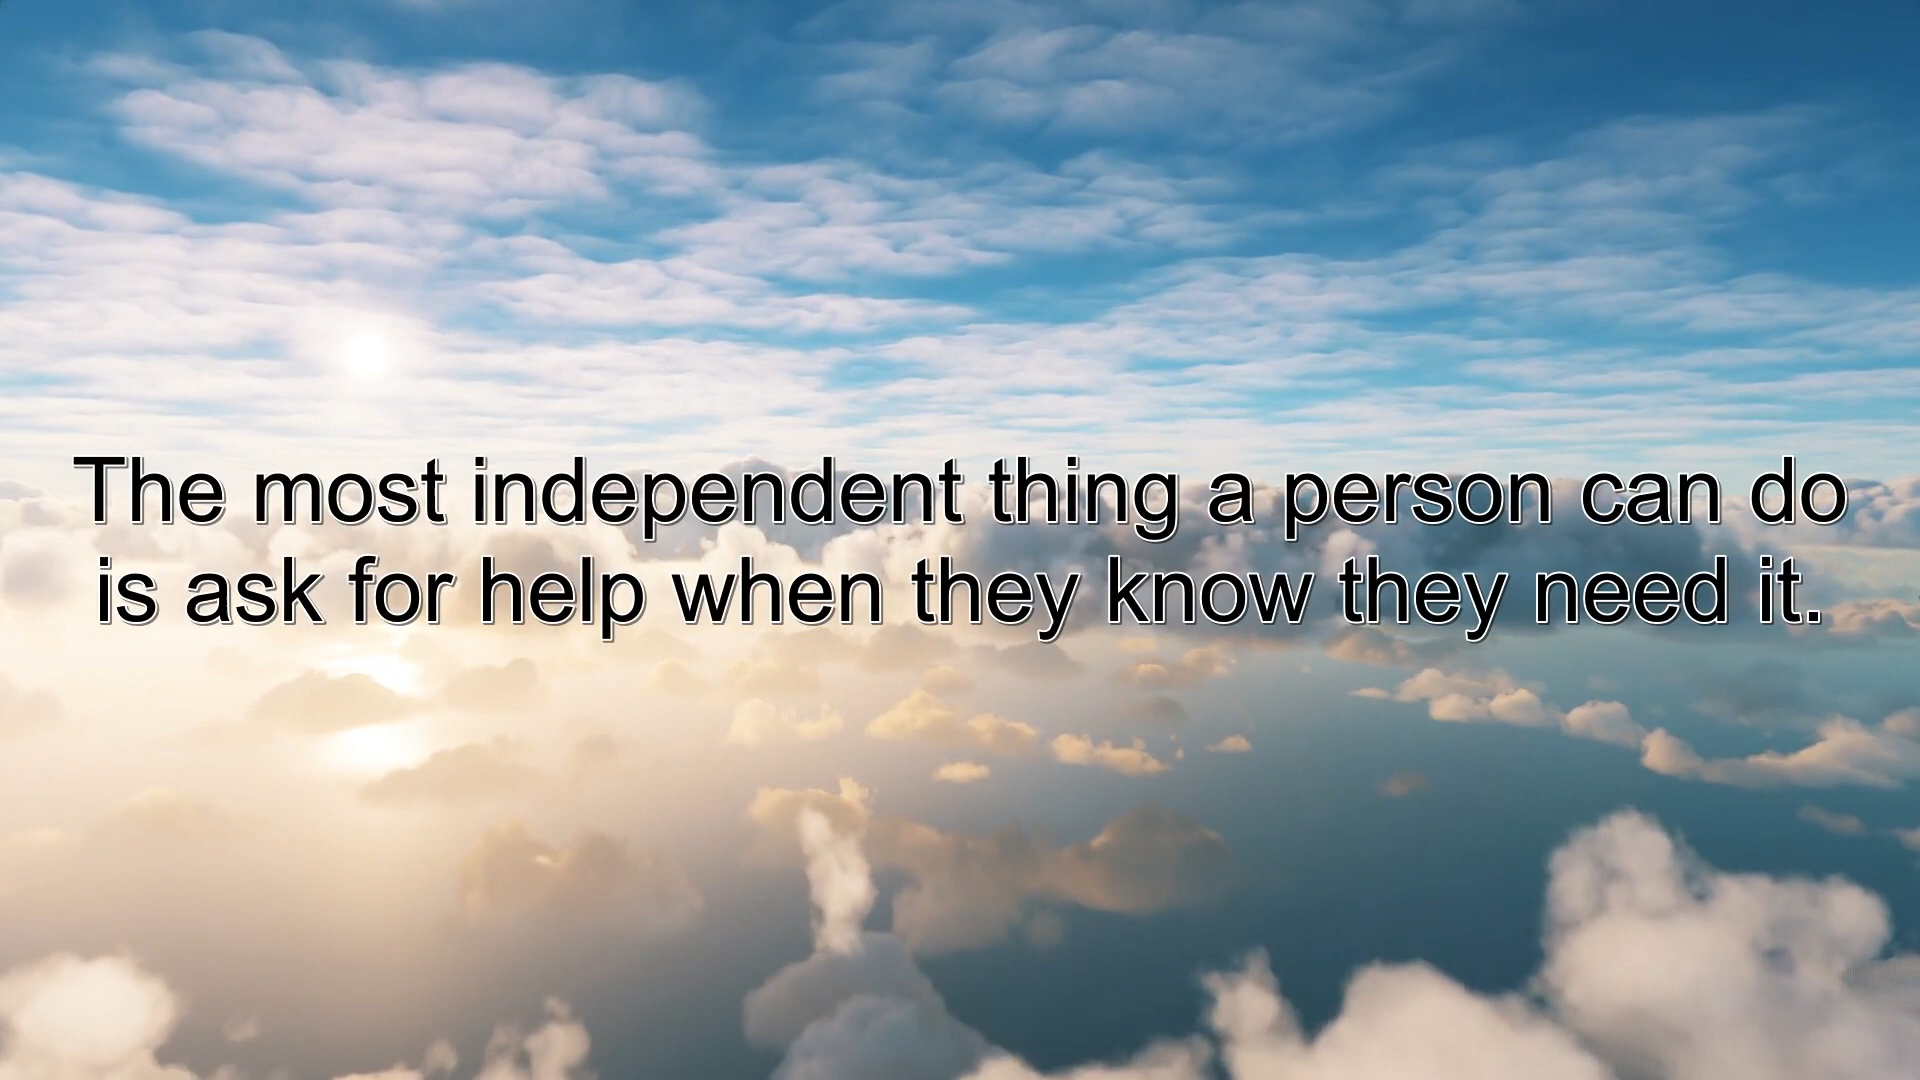 The most independent thing a person can do
is ask for help when they know they need it.